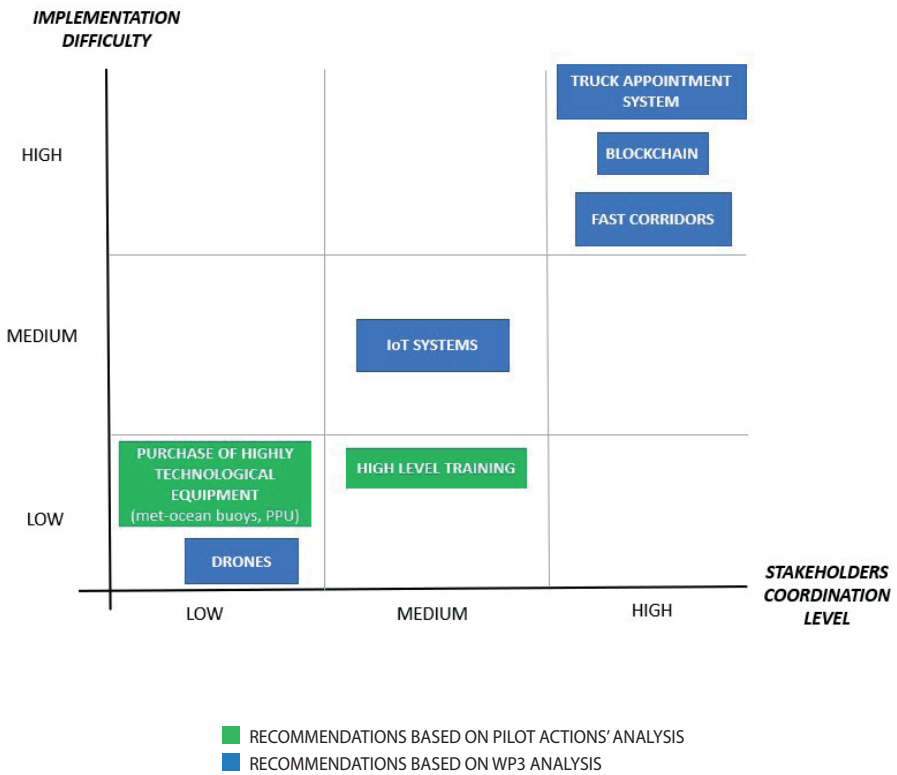 IMPLEMENTATION
DIFFICULTY
TRUCK APPOINTMENT
SYSTEM
HIGH
BLOCKCHAIN
FAST CORRIDORS
MEDIUM
IoT SYSTEMS
PURCHASE OF HIGHLY
TECHNOLOGICAL
EQUIPMENT
(met-ocean buoys, PPU)
HIGH LEVEL TRAINING
LOW
DRONES
STAKEHOLDERS
COORDINATION
LEVEL
LOW
MEDIUM
HIGH
RECOMMENDATIONS BASED ON PILOT ACTIONS’ ANALYSIS
RECOMMENDATIONS BASED ON WP3 ANALYSIS